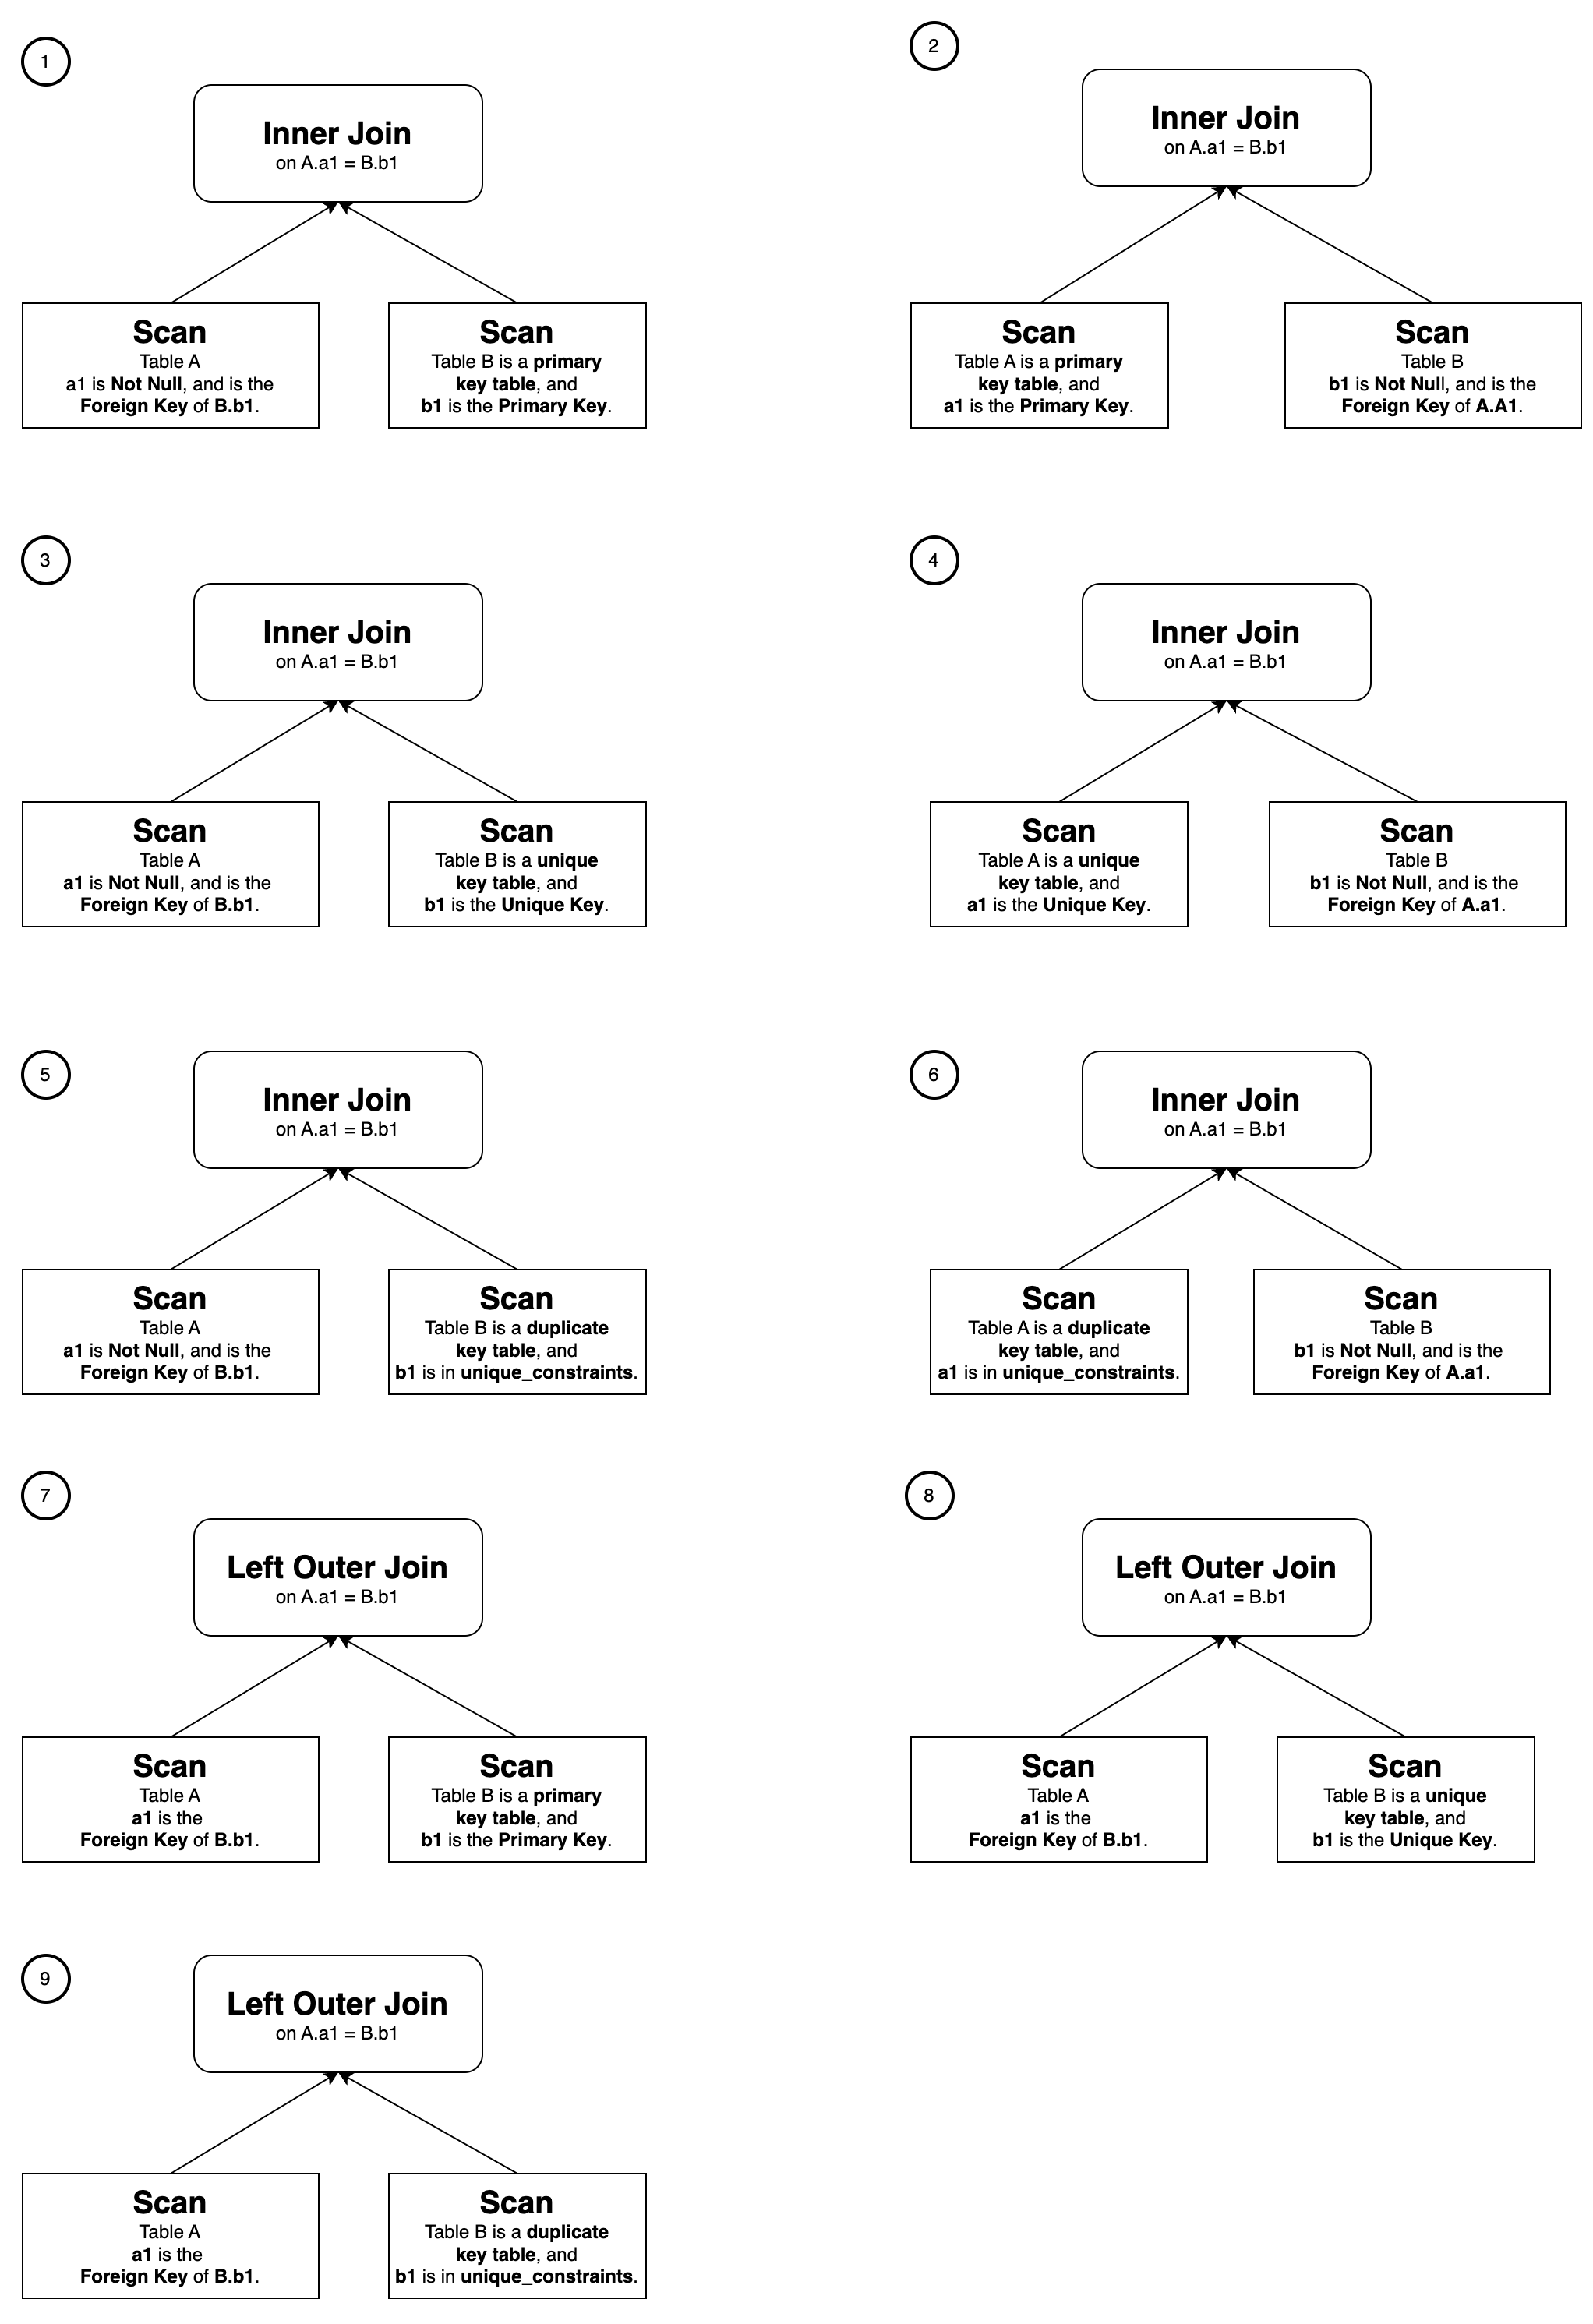 1
Inner Join
on A.a1 = B.b1
Scan
Table A
a1 is Not Null, and is the
Foreign Key of B.b1.
Scan
Table B is a primary
key table, and
b1 is the Primary Key.
2
Inner Join
on A.a1 = B.b1
Scan
Table A is a primary
key table, and
a1 is the Primary Key.
Scan
Table B
b1 is Not Null, and is the
Foreign Key of A.A1.
3
Inner Join
on A.a1 = B.b1
Scan
Table A
a1 is Not Null, and is the
Foreign Key of B.b1.
Scan
Table B is a unique
key table, and
b1 is the Unique Key.
4
Inner Join
on A.a1 = B.b1
Scan
Table A is a unique
key table, and
a1 is the Unique Key.
Scan
Table B
b1 is Not Null, and is the
Foreign Key of A.a1.
5
Inner Join
on A.a1 = B.b1
Scan
Table A
a1 is Not Null, and is the
Foreign Key of B.b1.
Scan
Table B is a duplicate
key table, and
b1 is in unique_constraints.
6
Inner Join
on A.a1 = B.b1
Scan
Table A is a duplicate
key table, and
a1 is in unique_constraints.
Scan
Table B
b1 is Not Null, and is the
Foreign Key of A.a1.
7
Left Outer Join
on A.a1 = B.b1
Scan
Table A
a1 is the
Foreign Key of B.b1.
Scan
Table B is a primary
key table, and
b1 is the Primary Key.
8
Left Outer Join
on A.a1 = B.b1
Scan
Table A
a1 is the
Foreign Key of B.b1.
Scan
Table B is a unique
key table, and
b1 is the Unique Key.
9
Left Outer Join
on A.a1 = B.b1
Scan
Table A
a1 is the
Foreign Key of B.b1.
Scan
Table B is a duplicate
key table, and
b1 is in unique_constraints.